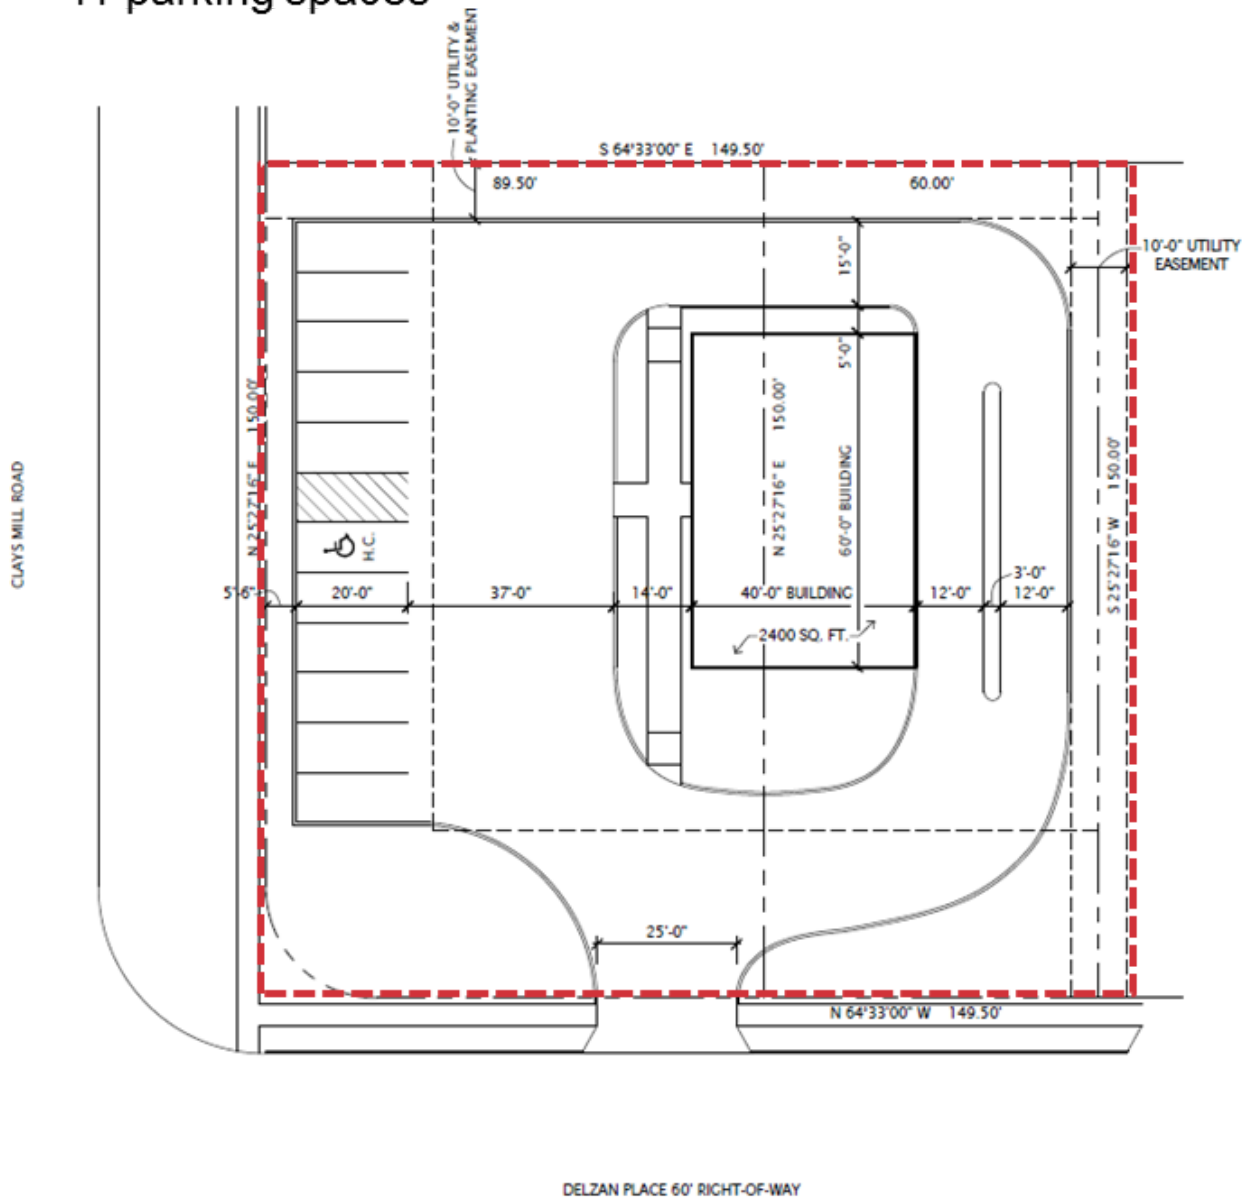 parking spaces
10'-0" UTILITY &
PLANTING EASEMENT
S 64°33'00" E 149.50'
89.50'
60.00'
15'-0"
10'-0" UTILITY
EASEMENT
5'-0"
N 25°27'16" E 150.00'
N 25°27'16" E 150.00'
60'-0" BUILDING
S 25°27'16" W 150.00'
CLAYS MILL ROAD
H.C.
5'-6"
20'-0"
37'-0"
14'-0"
40'-0" BUILDING
12'-0"
3'-0"
12'-0"
2400 SQ. FT.
25'-0"
N 64°33'00" W 149.50'
DELZAN PLACE 60' RIGHT-OF-WAY